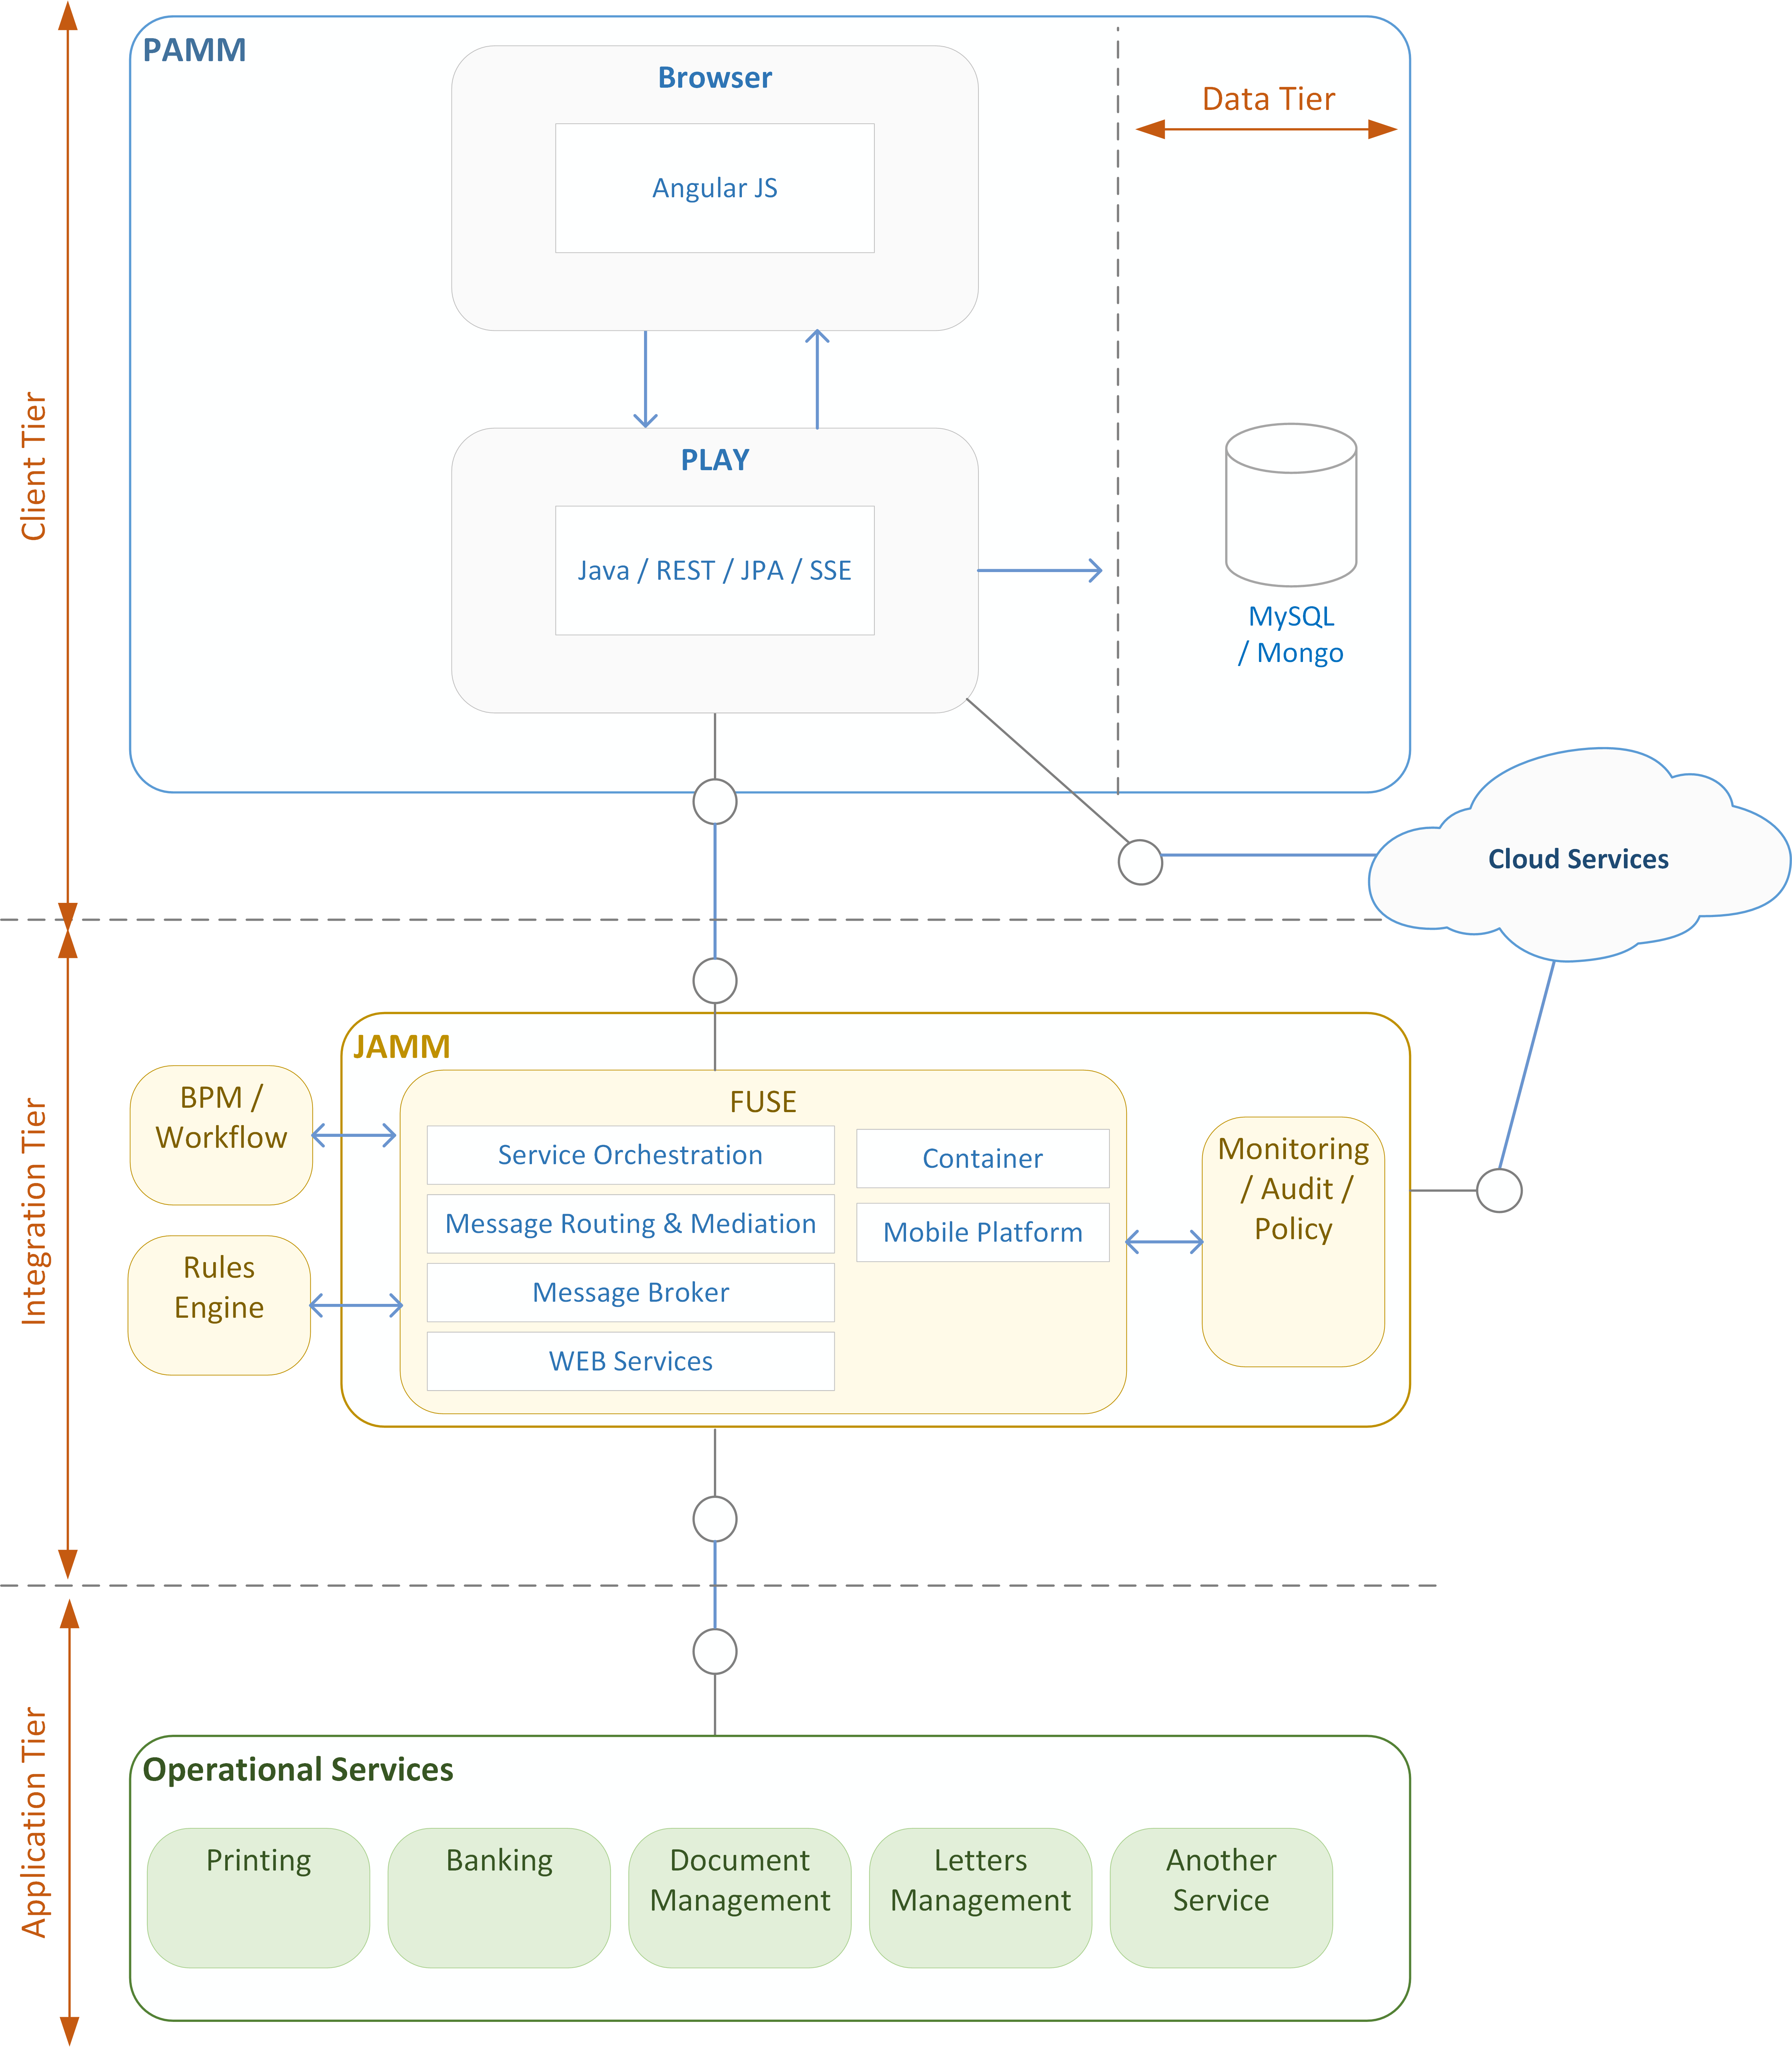 PAMM
Browser
Angular JS
Data Tier
Client Tier
PLAY
Java / REST / JPA / SSE
MySQL
/ Mongo
Cloud Services
Integration Tier
JAMM
BPM /
Workflow
Rules
Engine
FUSE
Service Orchestration
Message Routing & Mediation
Message Broker
WEB Services
Container
Mobile Platform
Monitoring
/ Audit /
Policy
Application Tier
Operational Services
Printing
Banking
Document
Management
Letters
Management
Another
Service